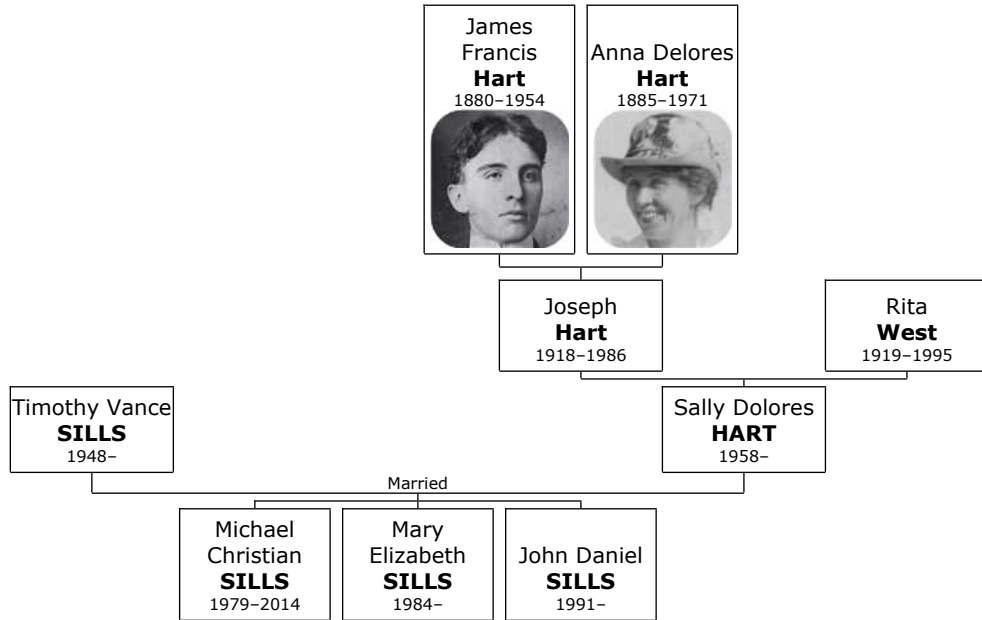 James
Francis
Hart
1880–1954
Anna Delores
Hart
1885–1971
Joseph
Hart
1918–1986
Rita
West
1919–1995
Timothy Vance
SILLS
1948–
Sally Dolores
HART
1958–
Married
Michael
Christian
SILLS
1979–2014
Mary
Elizabeth
SILLS
1984–
John Daniel
SILLS
1991–